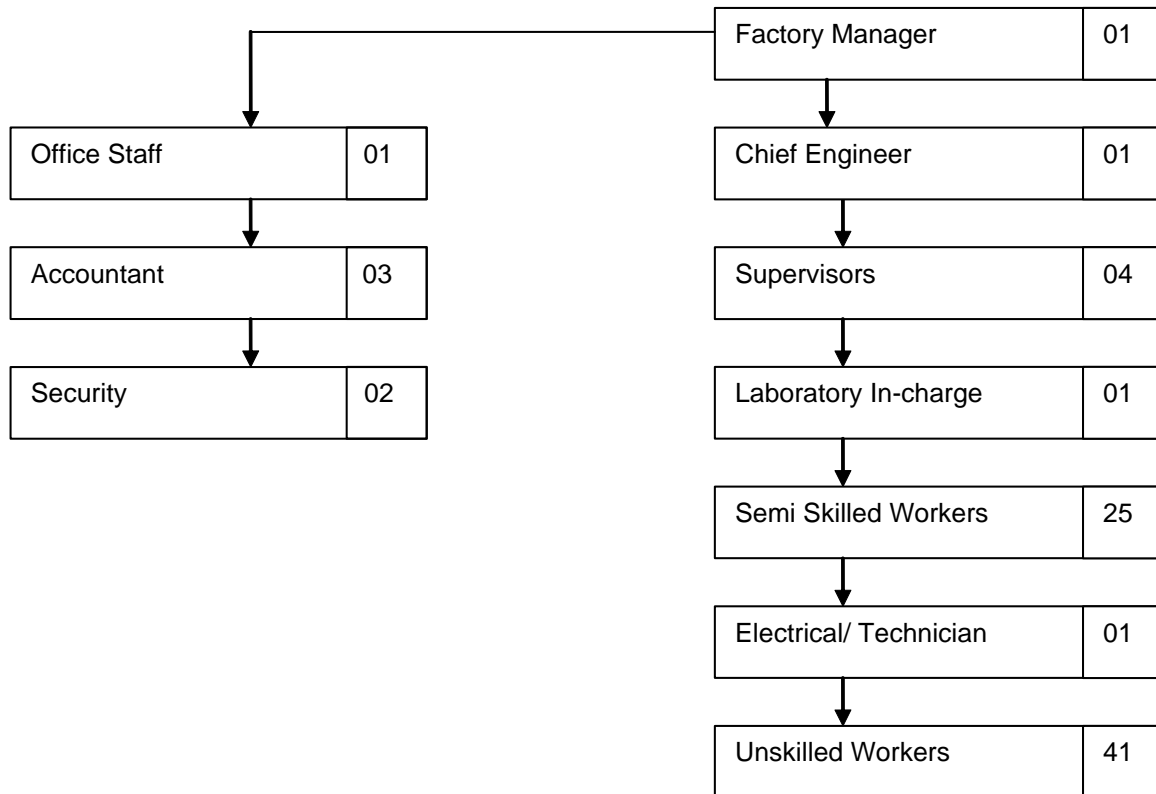 Factory Manager 01
Office Staff 01
Chief Engineer 01
Accountant 03
Supervisors 04
Security 02
Laboratory In-charge 01
Semi Skilled Workers 25
Electrical/ Technician 01
Unskilled Workers 41